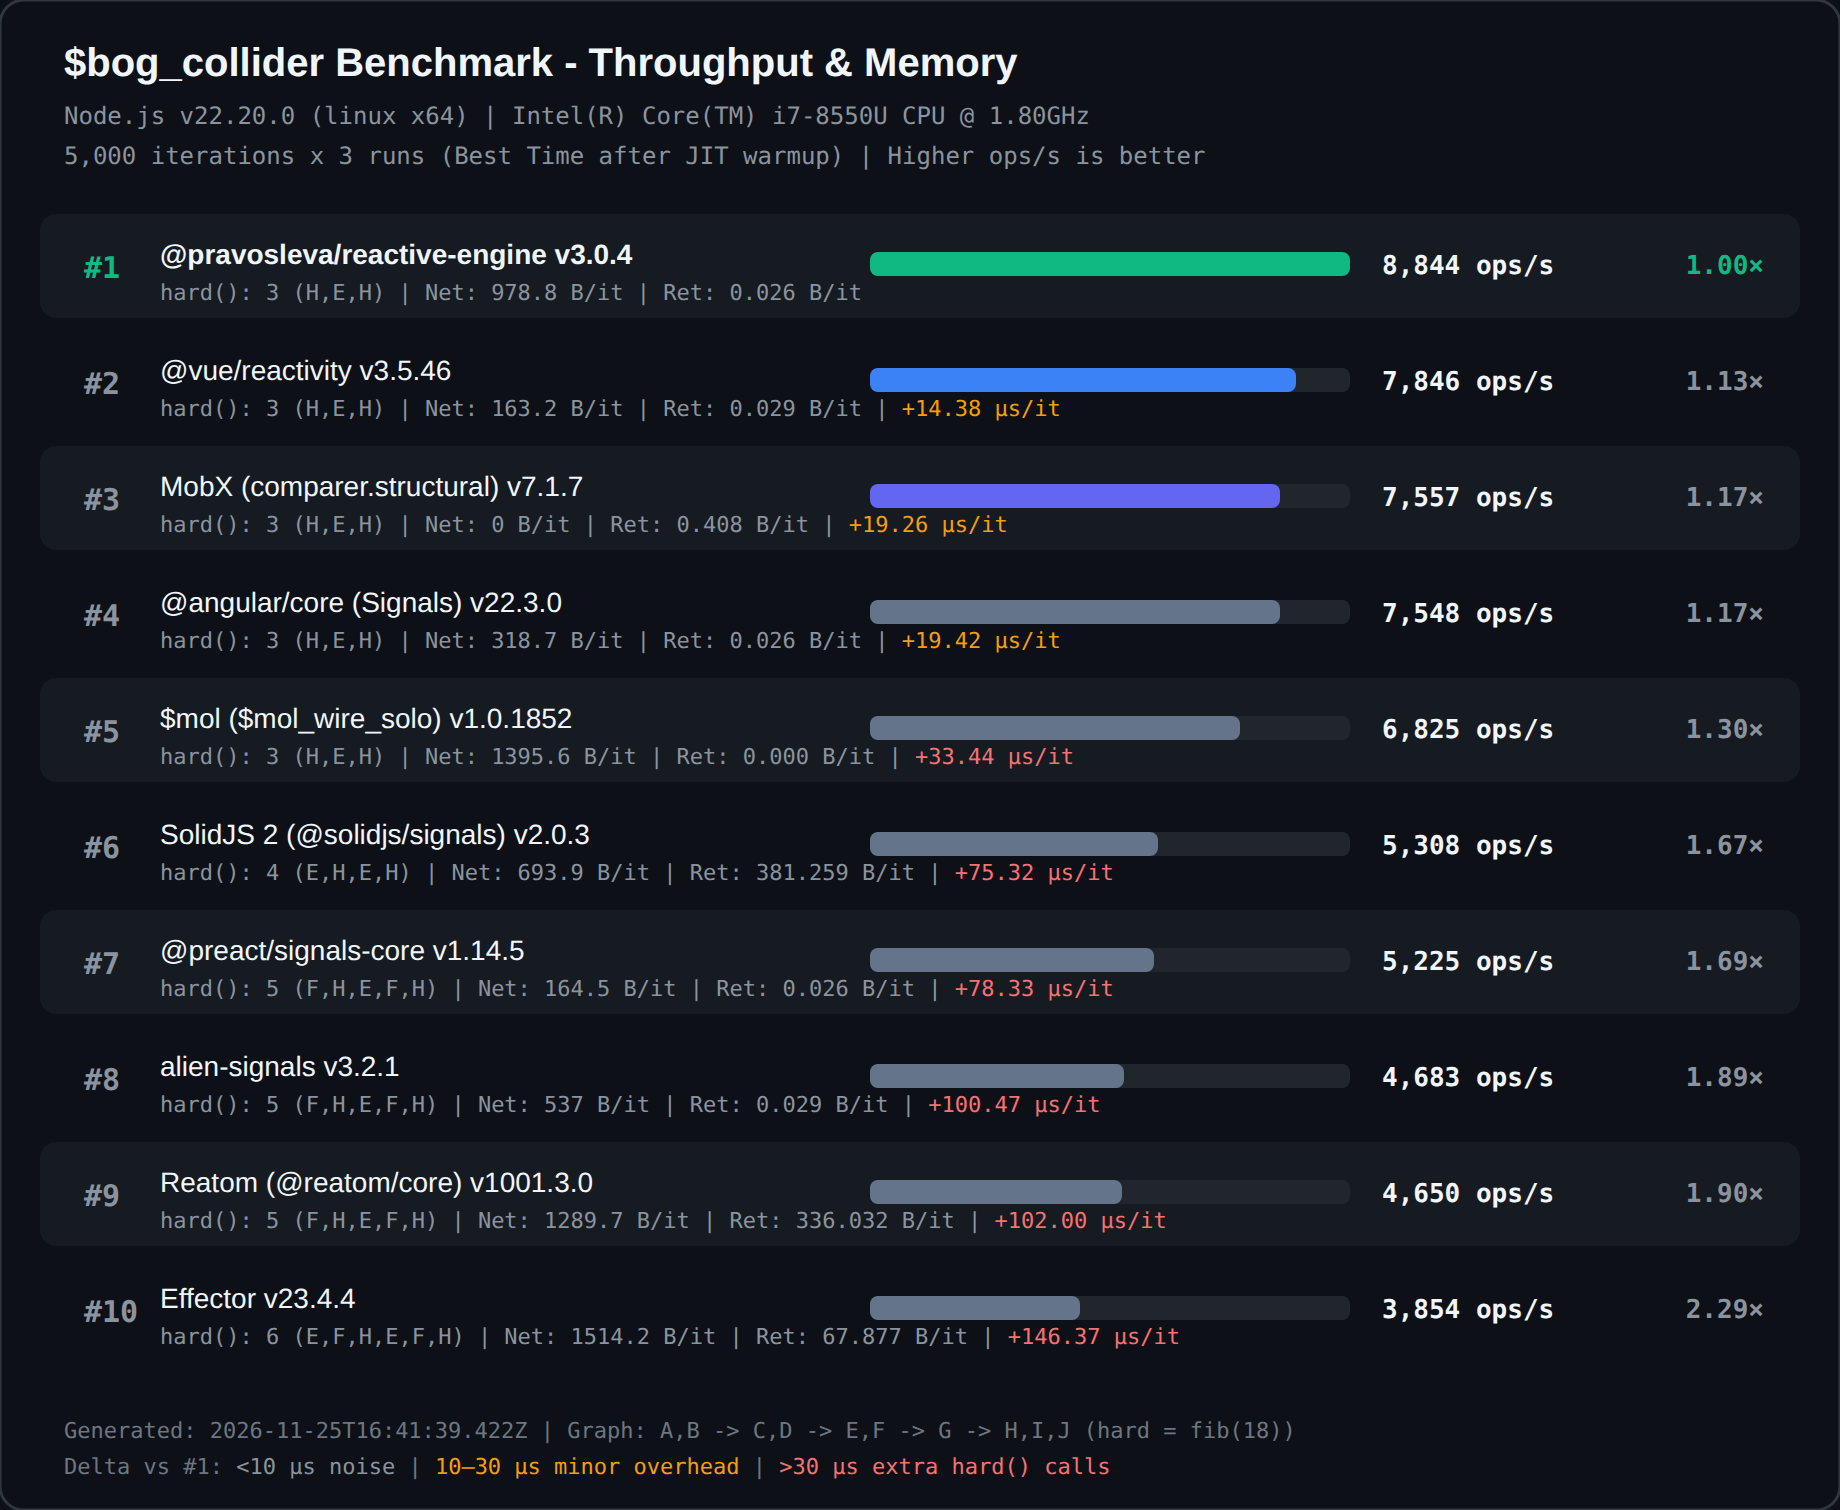 $bog_collider Benchmark - Throughput & Memory
Node.js v22.20.0 (linux x64) | Intel(R) Core(TM) i7-8550U CPU @ 1.80GHz
5,000 iterations x 3 runs (Best Time after JIT warmup) | Higher ops/s is better
#1 @pravosleva/reactive-engine v3.0.4 8,844 ops/s 1.00×
hard(): 3 (H,E,H) | Net: 978.8 B/it | Ret: 0.026 B/it
#2 @vue/reactivity v3.5.46 7,846 ops/s 1.13×
hard(): 3 (H,E,H) | Net: 163.2 B/it | Ret: 0.029 B/it | +14.38 µs/it
#3 MobX (comparer.structural) v7.1.7 7,557 ops/s 1.17×
hard(): 3 (H,E,H) | Net: 0 B/it | Ret: 0.408 B/it | +19.26 µs/it
#4 @angular/core (Signals) v22.3.0 7,548 ops/s 1.17×
hard(): 3 (H,E,H) | Net: 318.7 B/it | Ret: 0.026 B/it | +19.42 µs/it
#5 $mol ($mol_wire_solo) v1.0.1852 6,825 ops/s 1.30×
hard(): 3 (H,E,H) | Net: 1395.6 B/it | Ret: 0.000 B/it | +33.44 µs/it
#6 SolidJS 2 (@solidjs/signals) v2.0.3 5,308 ops/s 1.67×
hard(): 4 (E,H,E,H) | Net: 693.9 B/it | Ret: 381.259 B/it | +75.32 µs/it
#7 @preact/signals-core v1.14.5 5,225 ops/s 1.69×
hard(): 5 (F,H,E,F,H) | Net: 164.5 B/it | Ret: 0.026 B/it | +78.33 µs/it
#8 alien-signals v3.2.1 4,683 ops/s 1.89×
hard(): 5 (F,H,E,F,H) | Net: 537 B/it | Ret: 0.029 B/it | +100.47 µs/it
#9 Reatom (@reatom/core) v1001.3.0 4,650 ops/s 1.90×
hard(): 5 (F,H,E,F,H) | Net: 1289.7 B/it | Ret: 336.032 B/it | +102.00 µs/it
#10 Effector v23.4.4 3,854 ops/s 2.29×
hard(): 6 (E,F,H,E,F,H) | Net: 1514.2 B/it | Ret: 67.877 B/it | +146.37 µs/it
Generated: 2026-11-25T16:41:39.422Z | Graph: A,B -> C,D -> E,F -> G -> H,I,J (hard = fib(18))
Delta vs #1: <10 µs noise | 10–30 µs minor overhead | >30 µs extra hard() calls